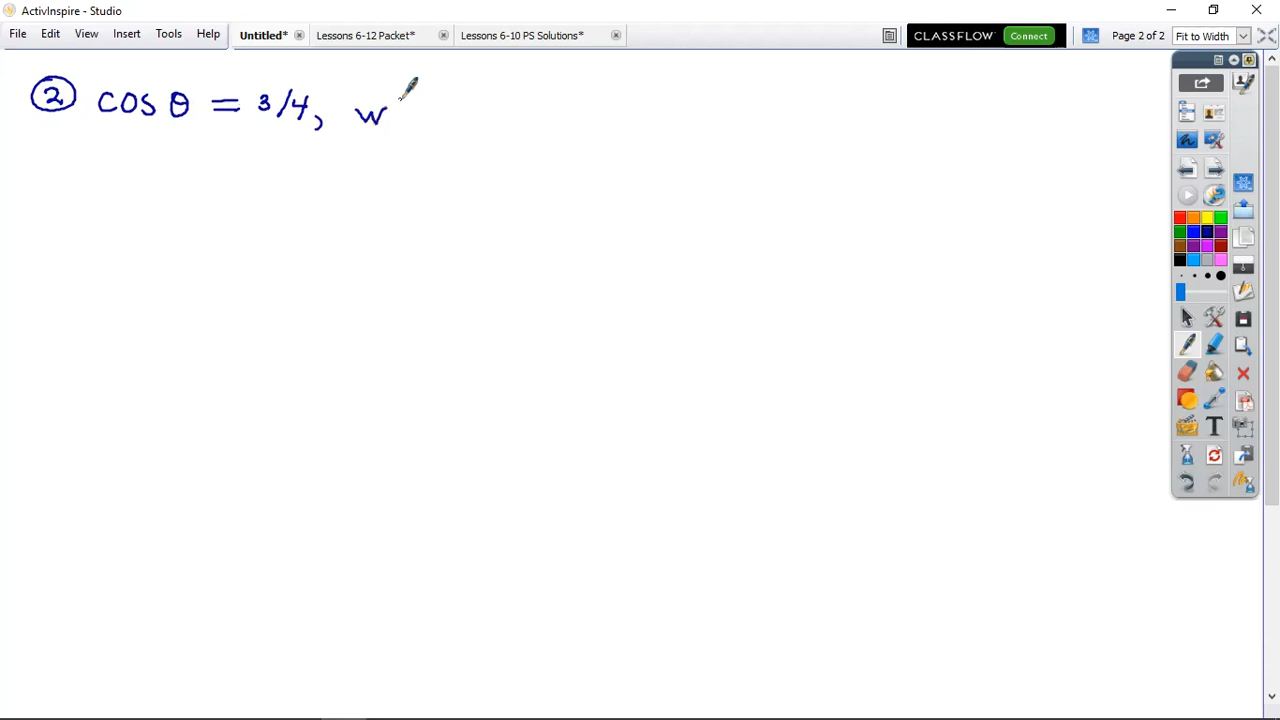 ActivInspire - Studio
File Edit View Insert Tools Help Untitled* Lessons 6-12 Packet* Lessons 6-10 PS Solutions* CLASSFLOW Connect Page 2 of 2 Fit to Width
② cos θ = 3/4, w